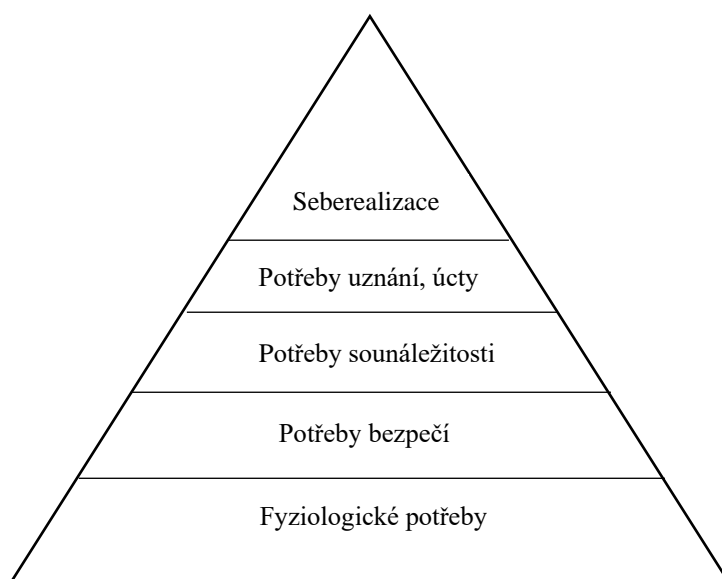 Seberealizace
Potřeby uznání, úcty
Potřeby sounáležitosti
Potřeby bezpečí
Fyziologické potřeby